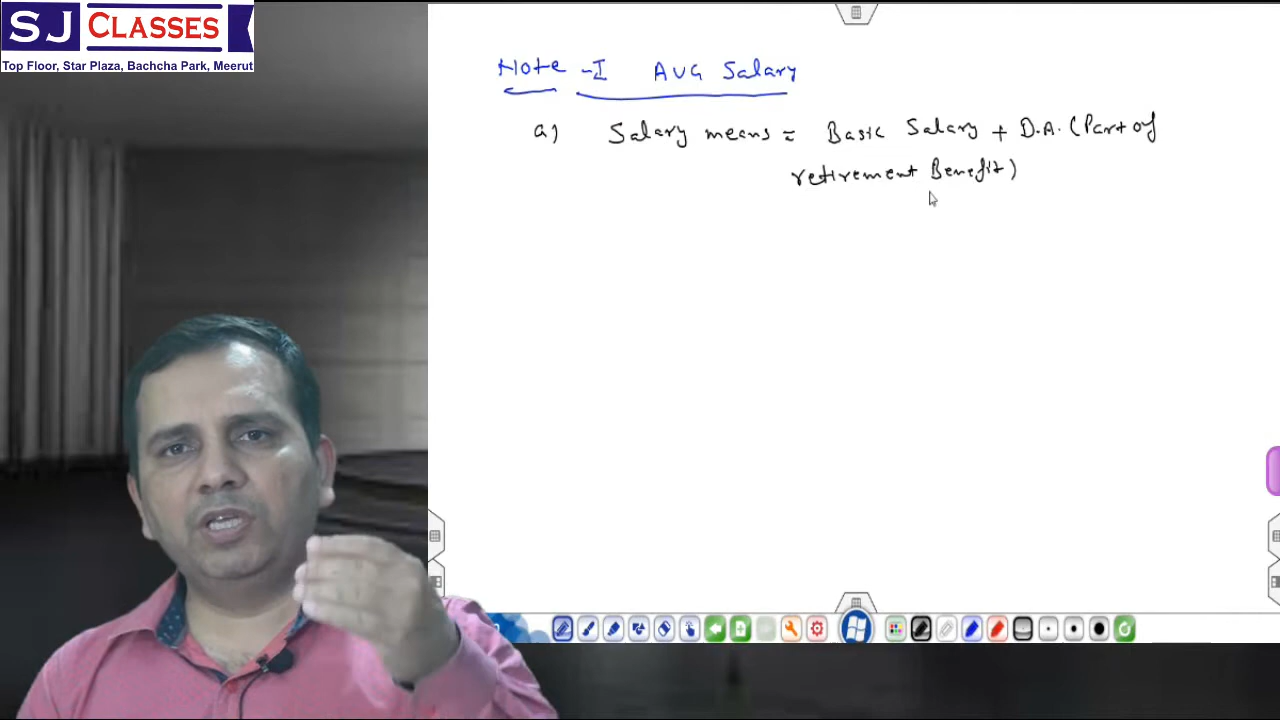 SJ CLASSES
Top Floor, Star Plaza, Bachcha Park, Meerut
Note -I AVG Salary
a) Salary means = Basic Salary + D.A. (Part of
retirement Benefit)